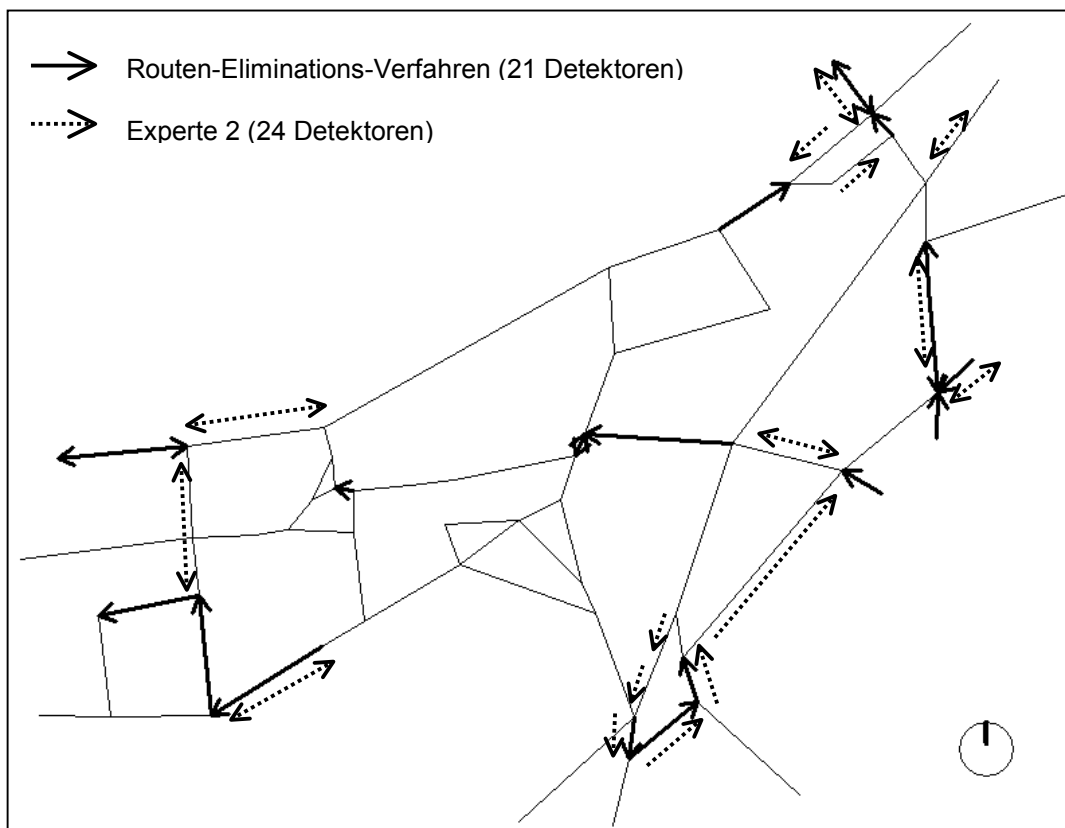 Routen-Eliminations-Verfahren (21 Detektoren)
Experte 2 (24 Detektoren)